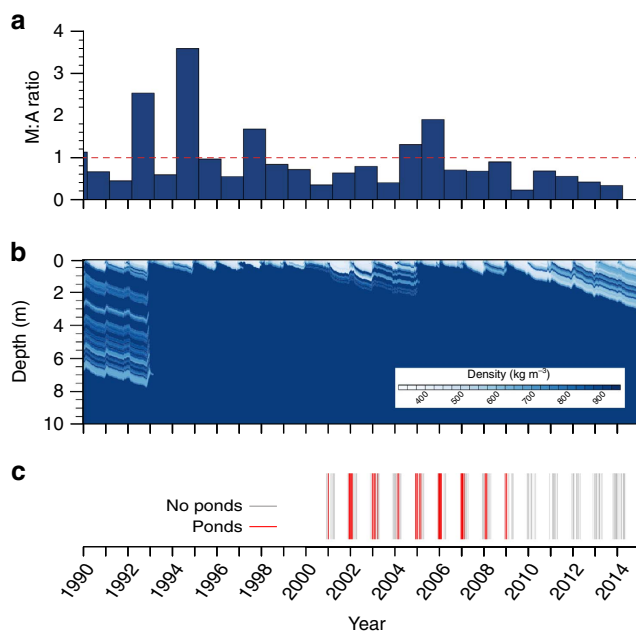 a
M:A ratio
4
3
2
1
0
b
Depth (m)
0
2
4
6
8
10
Density (kg m⁻³)
400 500 600 700 800 900
c
No ponds
Ponds
1990 1992 1994 1996 1998 2000 2002 2004 2006 2008 2010 2012 2014
Year